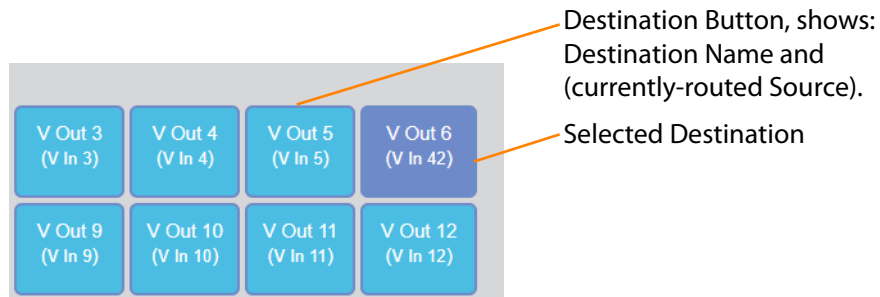 Destination Button, shows:
Destination Name and
(currently-routed Source).
Selected Destination
V Out 3
(V In 3)
V Out 4
(V In 4)
V Out 5
(V In 5)
V Out 6
(V In 42)
V Out 9
(V In 9)
V Out 10
(V In 10)
V Out 11
(V In 11)
V Out 12
(V In 12)